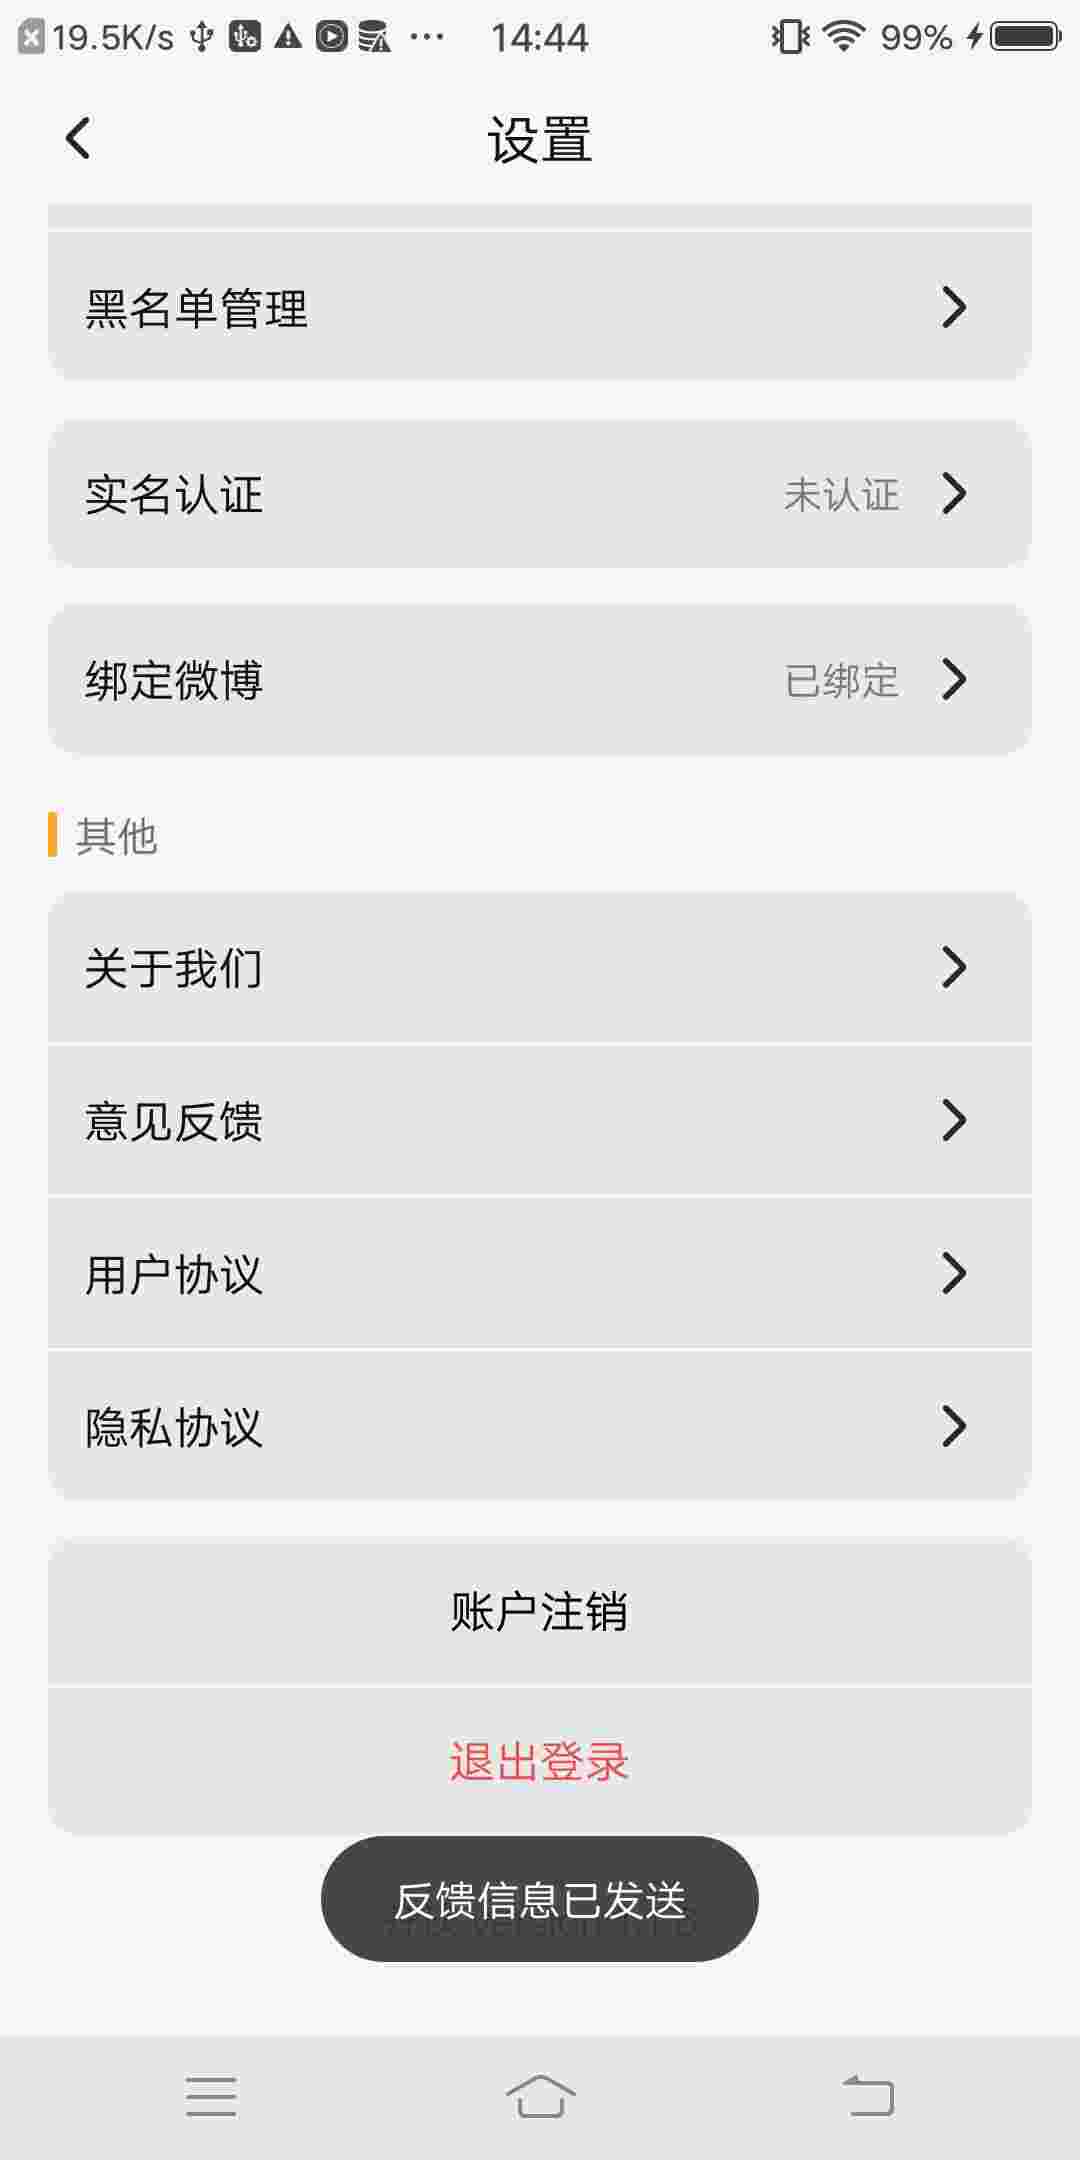 19.5K/s
14:44
99%
设置
黑名单管理
实名认证
未认证
绑定微博
已绑定
其他
关于我们
意见反馈
用户协议
隐私协议
账户注销
退出登录
反馈信息已发送